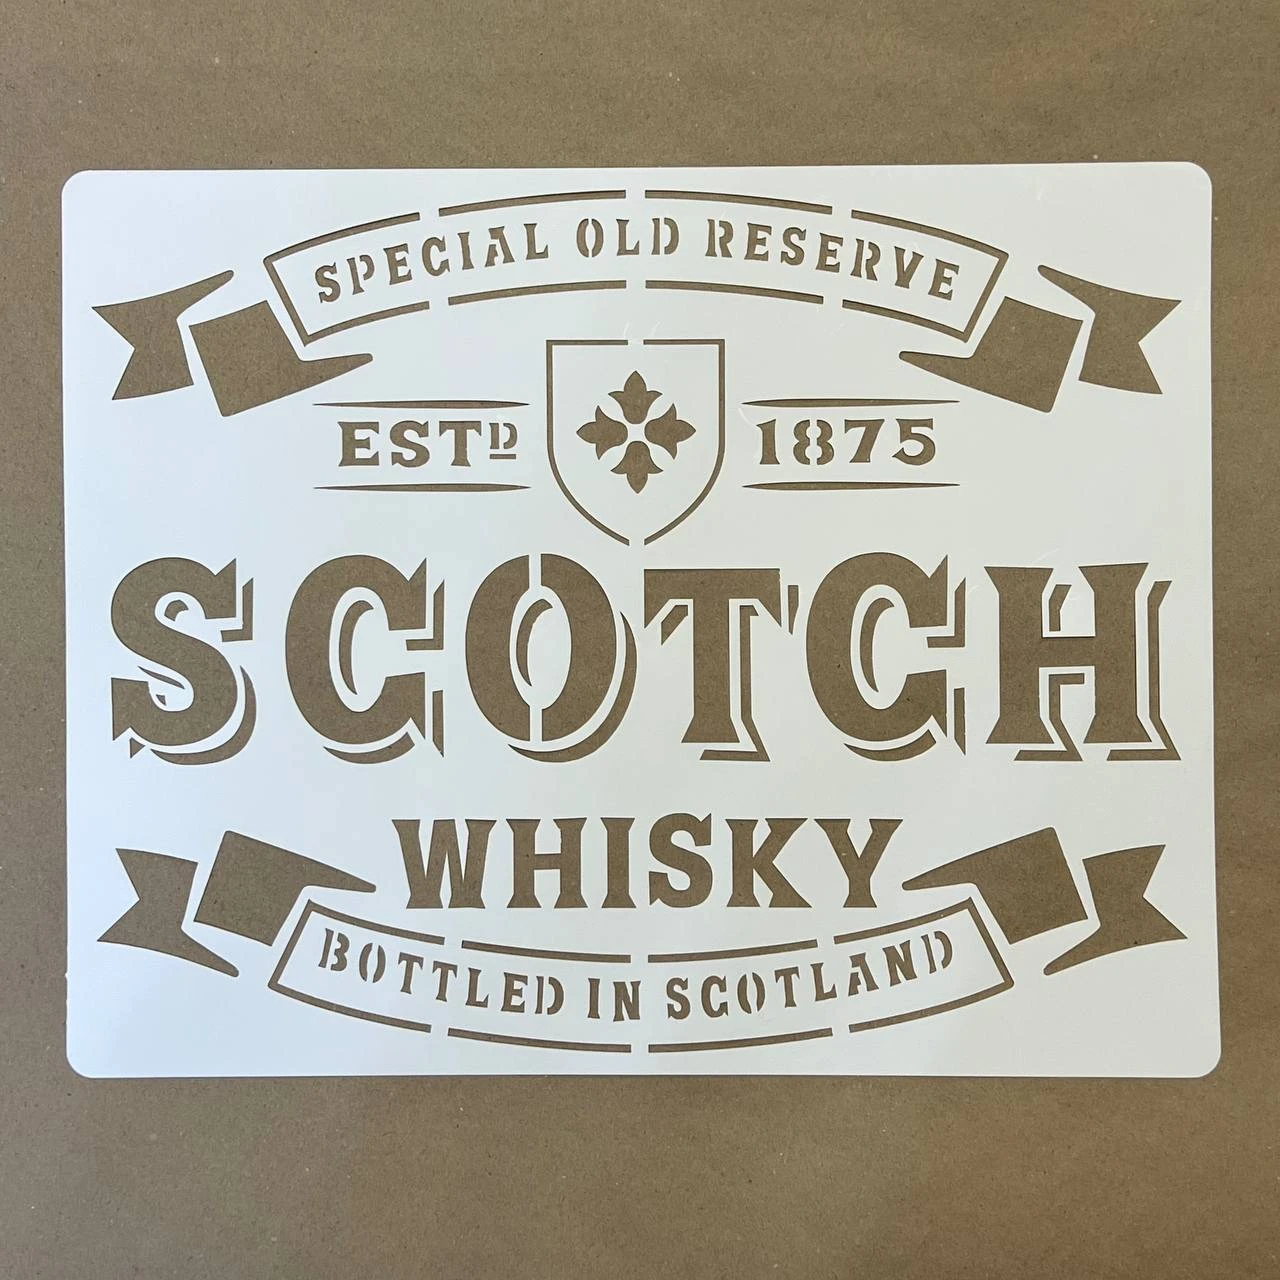 SPECIAL OLD RESERVE
ESTD 1875
SCOTCH
WHISKY
BOTTLED IN SCOTLAND